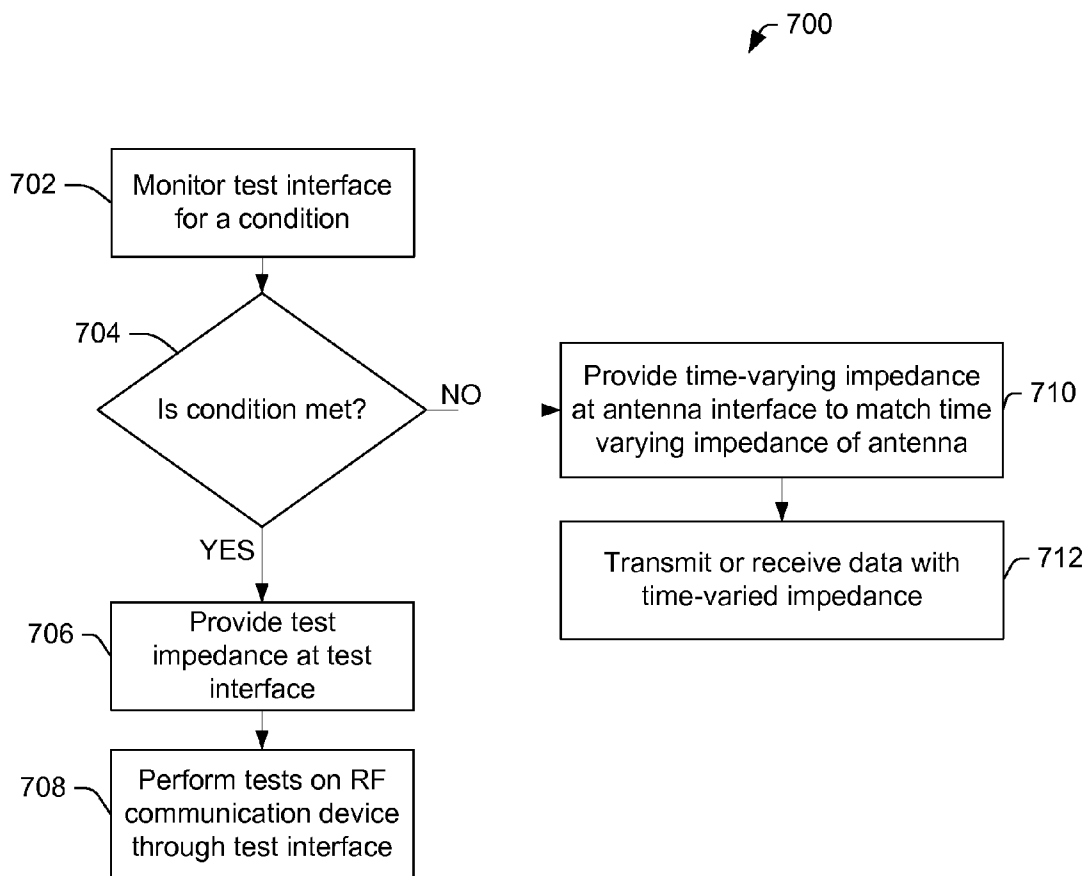 700
702
Monitor test interface
for a condition
704
Is condition met?
NO
YES
Provide time-varying impedance
at antenna interface to match time
varying impedance of antenna
710
Transmit or receive data with
time-varied impedance
712
706
Provide test
impedance at test
interface
708
Perform tests on RF
communication device
through test interface